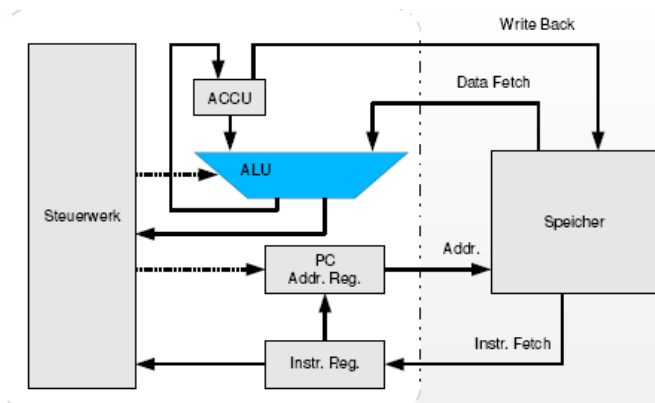 Write Back
ACCU
Data Fetch
ALU
Steuerwerk
Speicher
PC
Addr. Reg.
Addr.
Instr. Reg.
Instr. Fetch